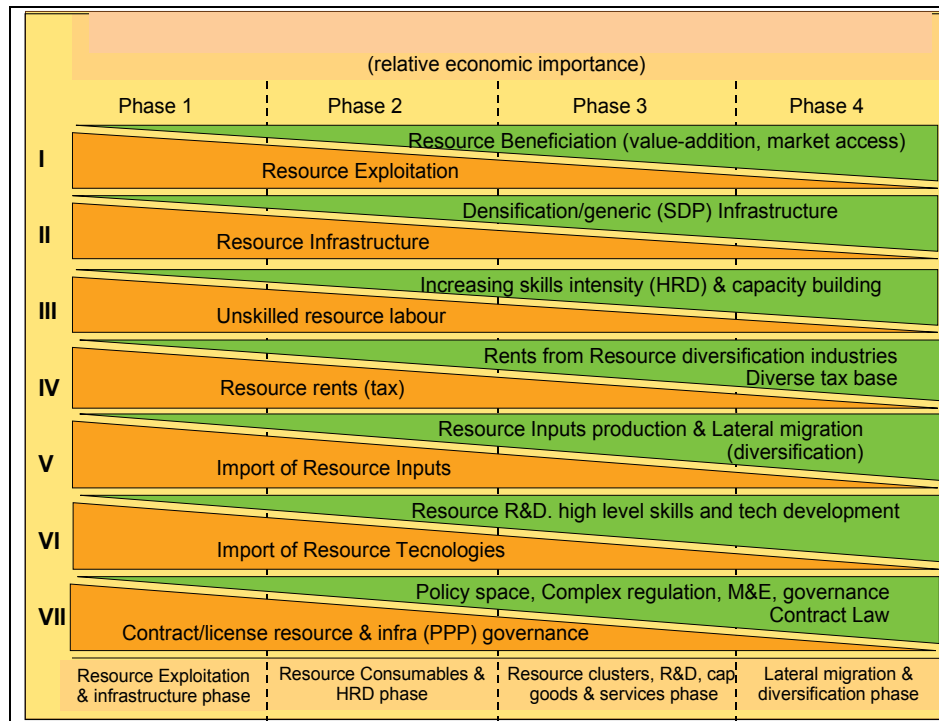 (relative economic importance)
Phase 1 Phase 2 Phase 3 Phase 4
I
Resource Beneficiation (value-addition, market access)
Resource Exploitation
II
Densification/generic (SDP) Infrastructure
Resource Infrastructure
III
Increasing skills intensity (HRD) & capacity building
Unskilled resource labour
IV
Rents from Resource diversification industries
Diverse tax base
Resource rents (tax)
V
Resource Inputs production & Lateral migration
(diversification)
Import of Resource Inputs
VI
Resource R&D. high level skills and tech development
Import of Resource Tecnologies
VII
Policy space, Complex regulation, M&E, governance
Contract Law
Contract/license resource & infra (PPP) governance
Resource Exploitation
& infrastructure phase
Resource Consumables &
HRD phase
Resource clusters, R&D, cap
goods & services phase
Lateral migration &
diversification phase